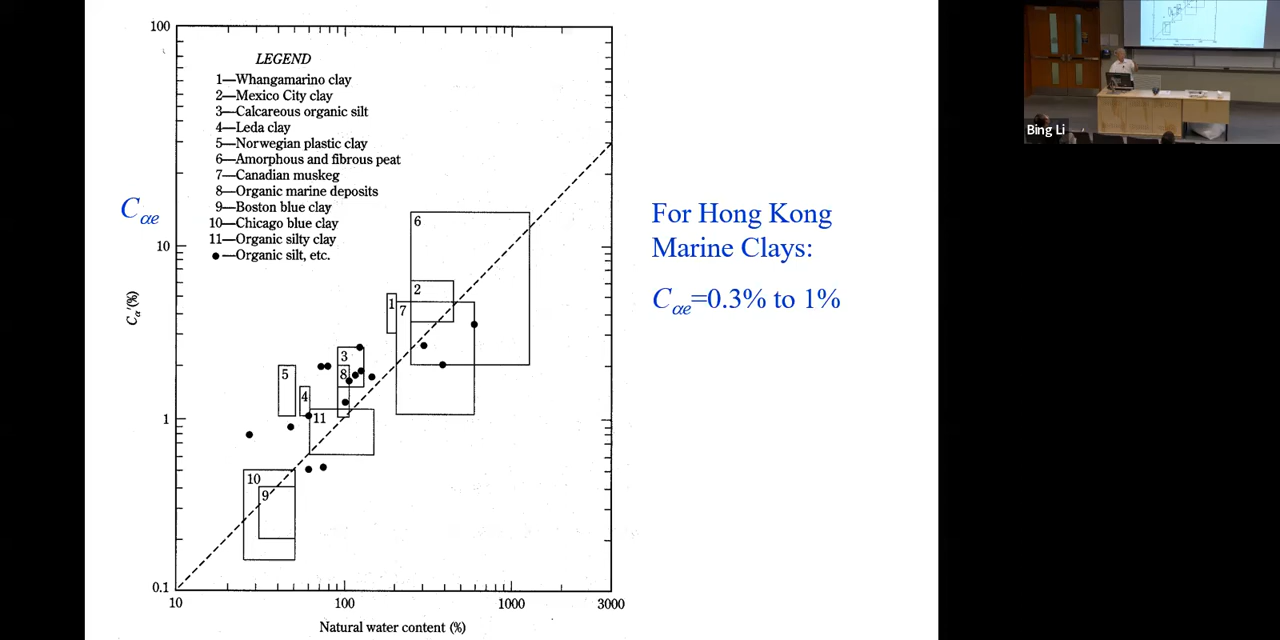 100
LEGEND
1—Whangamarino clay
2—Mexico City clay
3—Calcareous organic silt
4—Leda clay
5—Norwegian plastic clay
6—Amorphous and fibrous peat
7—Canadian muskeg
8—Organic marine deposits
9—Boston blue clay
10—Chicago blue clay
11—Organic silty clay
●—Organic silt, etc.
Cαe
10
Cα'(%)
1
0.1
6
2
1
7
3
8
5
4
11
10
9
10
100
1000
3000
Natural water content (%)
For Hong Kong
Marine Clays:
Cαe=0.3% to 1%
Bing Li